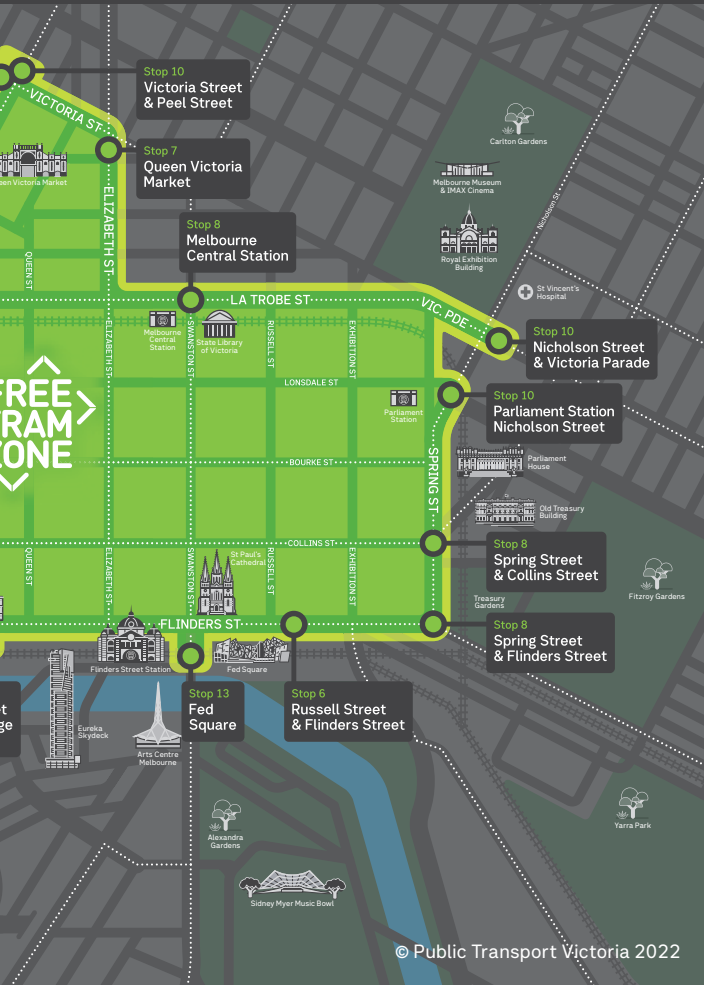 Stop 10
Victoria Street
& Peel Street
VICTORIA ST
Stop 7
Queen Victoria
Market
een Victoria Market
ELIZABETH ST
Stop 8
Melbourne
Central Station
QUEEN ST
Carlton Gardens
Melbourne Museum
& IMAX Cinema
Nicholson St
Royal Exhibition
Building
St Vincent's
Hospital
LA TROBE ST
VIC. PDE
Melbourne
Central
Station
State Library
of Victoria
ELIZABETH ST
SWANSTON ST
RUSSELL ST
EXHIBITION ST
Stop 10
Nicholson Street
& Victoria Parade
LONSDALE ST
Parliament
Station
Stop 10
Parliament Station
Nicholson Street
FREE
TRAM
ZONE
BOURKE ST
SPRING ST
Parliament
House
Old Treasury
Building
COLLINS ST
Stop 8
Spring Street
& Collins Street
QUEEN ST
ELIZABETH ST
SWANSTON ST
St Paul's
Cathedral
RUSSELL ST
EXHIBITION ST
Treasury
Gardens
Fitzroy Gardens
FLINDERS ST
Stop 8
Spring Street
& Flinders Street
Flinders Street Station
Fed Square
Stop 13
Fed
Square
Stop 6
Russell Street
& Flinders Street
et
ge
Eureka
Skydeck
Arts Centre
Melbourne
Alexandra
Gardens
Yarra Park
Sidney Myer Music Bowl
© Public Transport Victoria 2022